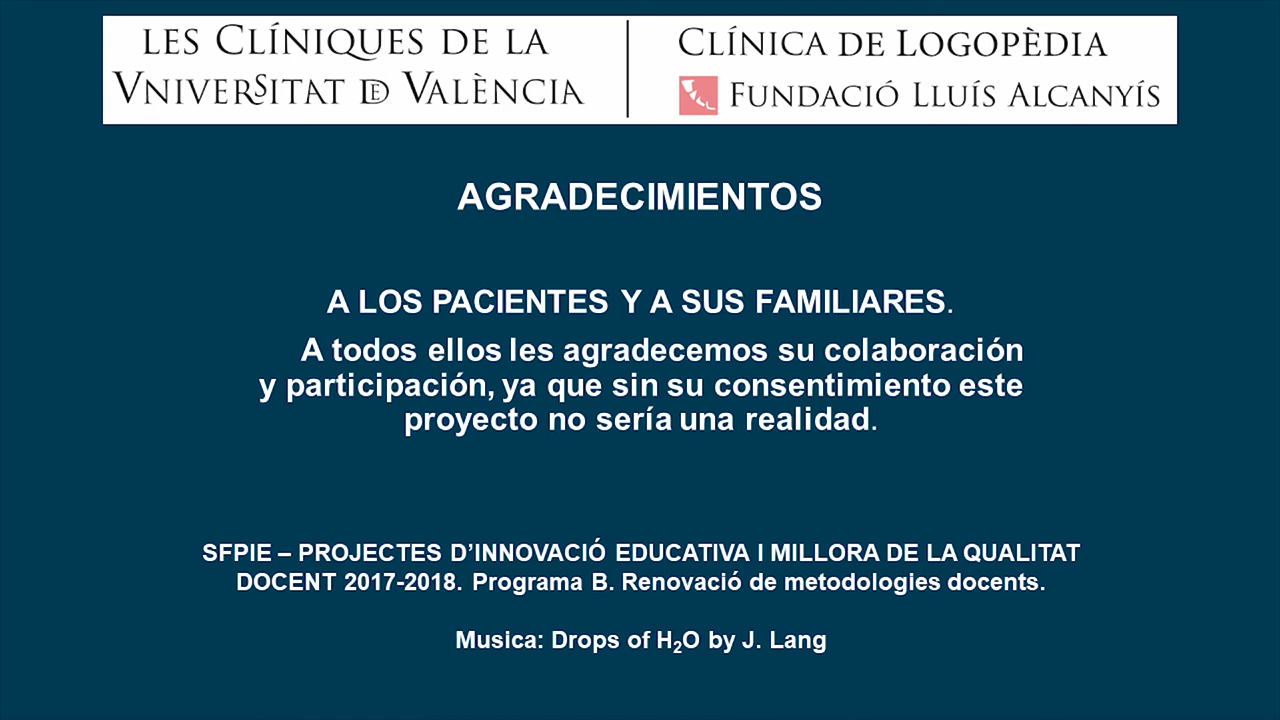 LES CLÍNIQUES DE LA
VNIVERSITAT DE VALÈNCIA
CLÍNICA DE LOGOPÈDIA
FUNDACIÓ LLUÍS ALCANYÍS
AGRADECIMIENTOS
A LOS PACIENTES Y A SUS FAMILIARES.
A todos ellos les agradecemos su colaboración
y participación, ya que sin su consentimiento este
proyecto no sería una realidad.
SFPIE – PROJECTES D’INNOVACIÓ EDUCATIVA I MILLORA DE LA QUALITAT
DOCENT 2017-2018. Programa B. Renovació de metodologies docents.
Musica: Drops of H₂O by J. Lang